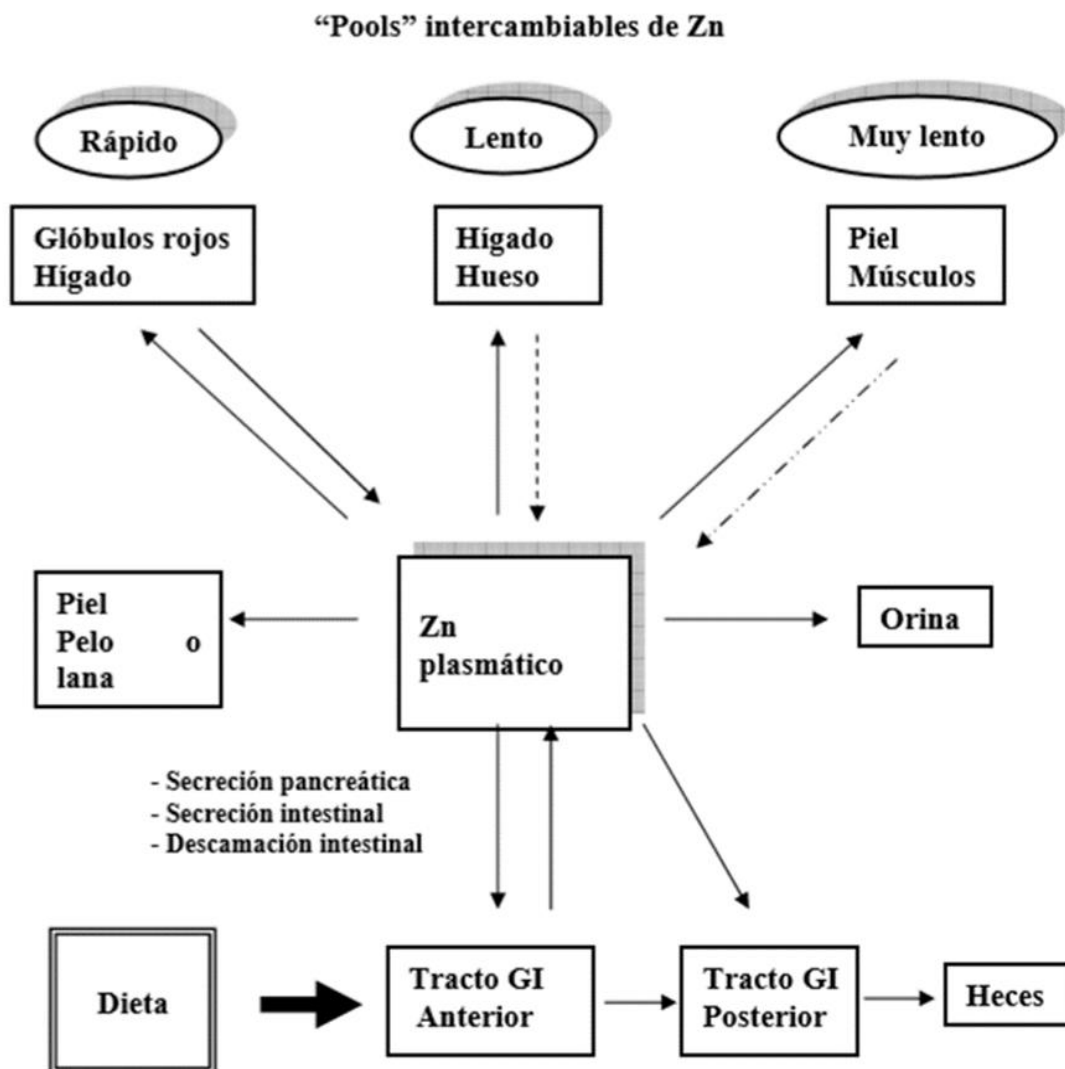 “Pools” intercambiables de Zn
Rápido
Lento
Muy lento
Glóbulos rojos
Hígado
Hígado
Hueso
Piel
Músculos
Piel
Pelo o
lana
Zn
plasmático
Orina
- Secreción pancreática
- Secreción intestinal
- Descamación intestinal
Dieta
Tracto GI
Anterior
Tracto GI
Posterior
Heces